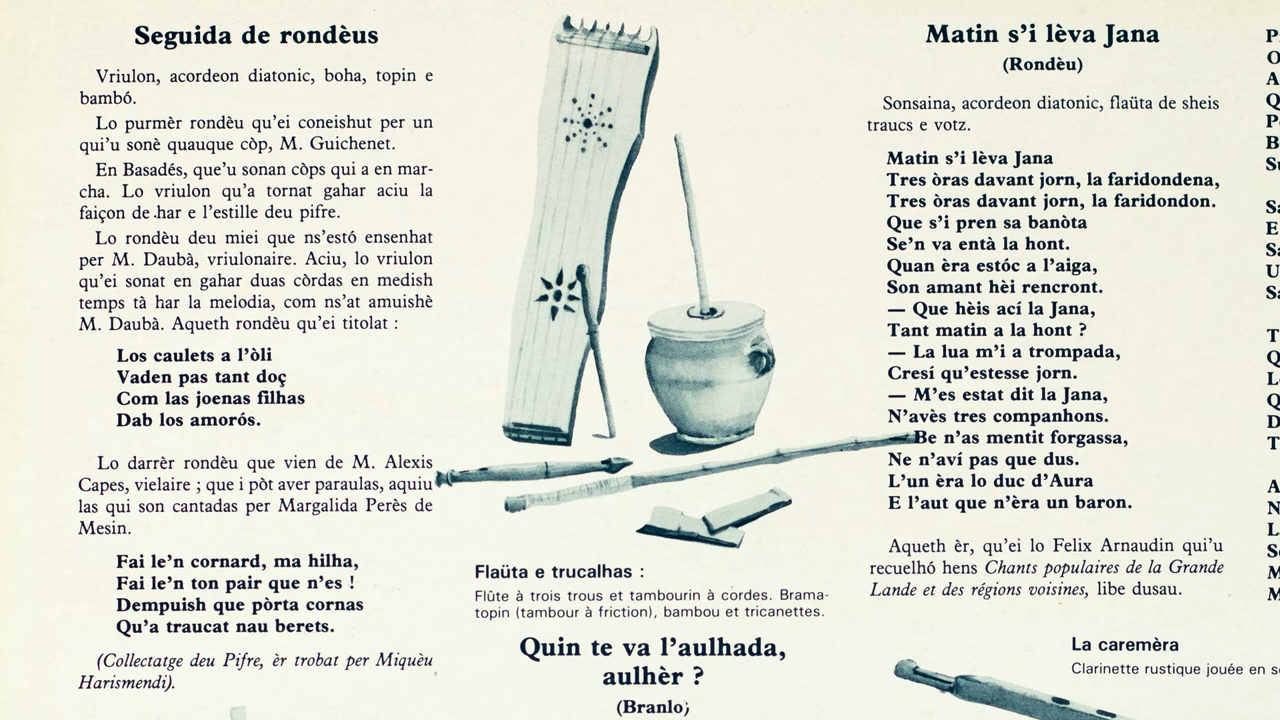 Seguida de rondèus
Vriulon, acordeon diatonic, boha, topin e
bambó.
Lo purmèr rondèu qu'ei coneishut per un
qui'u sonè quauque còp, M. Guichenet.
En Basadés, que'u sonan còps qui a en mar-
cha. Lo vriulon qu'a tornat gahar aciu la
faiçon de har e l'estille deu pifre.
Lo rondèu deu miei que ns'estó ensenhat
per M. Daubà, vriulonaire. Aciu, lo vriulon
qu'ei sonat en gahar duas còrdas en medish
temps tà har la melodia, com ns'at amuishè
M. Daubà. Aqueth rondèu qu'ei titolat :
Los caulets a l'òli
Vaden pas tant doç
Com las joenas filhas
Dab los amorós.
Lo darrèr rondèu que vien de M. Alexis
Capes, vielaire ; que i pòt aver paraulas, aquiu
las qui son cantadas per Margalida Perès de
Mesin.
Fai le'n cornard, ma hilha,
Fai le'n ton pair que n'es !
Dempuish que pòrta cornas
Qu'a traucat nau berets.
(Collectatge deu Pifre, èr trobat per Miquèu
Harismendi).
Flaüta e trucalhas :
Flûte à trois trous et tambourin à cordes. Brama-
topin (tambour à friction), bambou et tricanettes.
Quin te va l'aulhada,
aulhèr ?
(Branlo)
Matin s'i lèva Jana
(Rondèu)
Sonsaina, acordeon diatonic, flaüta de sheis
traucs e votz.
Matin s'i lèva Jana
Tres òras davant jorn, la faridondena,
Tres òras davant jorn, la faridondon.
Que s'i pren sa banòta
Se'n va entà la hont.
Quan èra estóc a l'aiga,
Son amant hèi rencront.
— Que hèis ací la Jana,
Tant matin a la hont ?
— La lua m'i a trompada,
Cresí qu'estesse jorn.
— M'es estat dit la Jana,
N'avès tres companhons.
Be n'as mentit forgassa,
Ne n'aví pas que dus.
L'un èra lo duc d'Aura
E l'aut que n'èra un baron.
Aqueth èr, qu'ei lo Felix Arnaudin qui'u
recuelhó hens Chants populaires de la Grande
Lande et des régions voisines, libe dusau.
La caremèra
Clarinette rustique jouée en